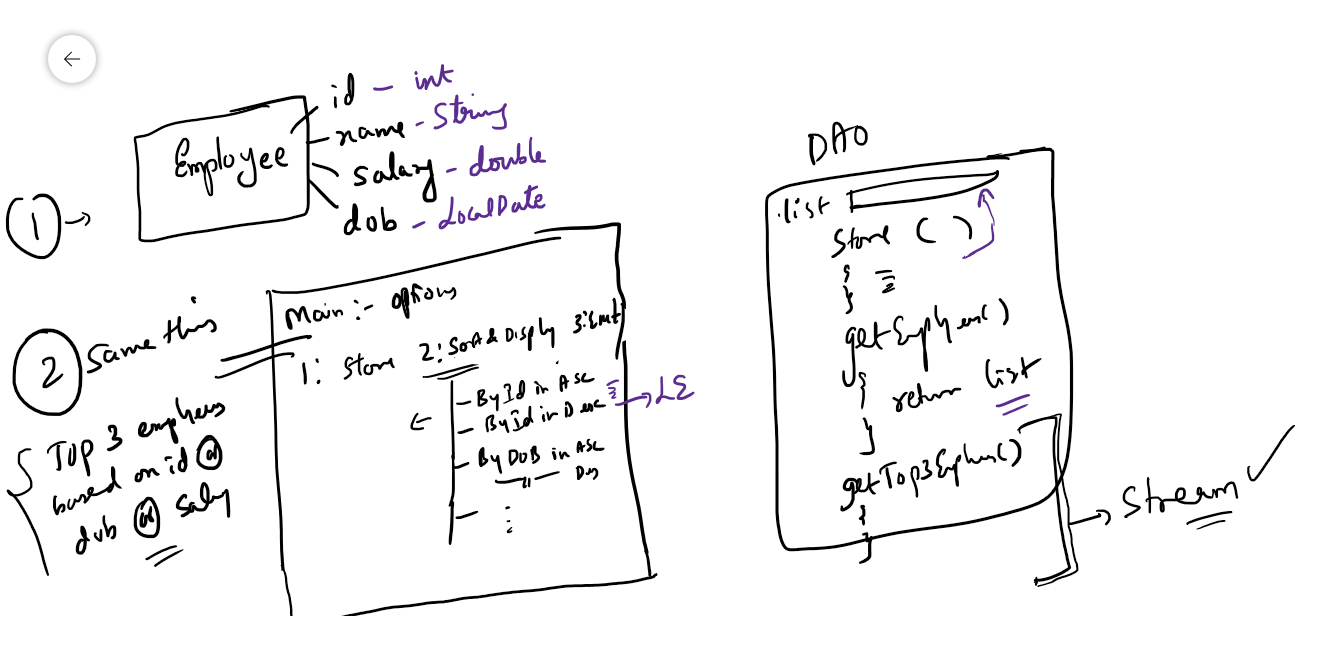 Employee
id - int
name - String
salary - double
dob - LocalDate
1 →
Main :- options
1: Store 2: Sort & Display 3: Exit
- By Id in Asc
- By Id in Desc → LE
- By DOB in Asc
- " - Des
2 Same thing
Top 3 employees
based on id or
dob or salary
DAO
list
Store ( )
{
}
getEmployees()
{
return list
}
getTop3Employees()
{
}
→ Stream ✓